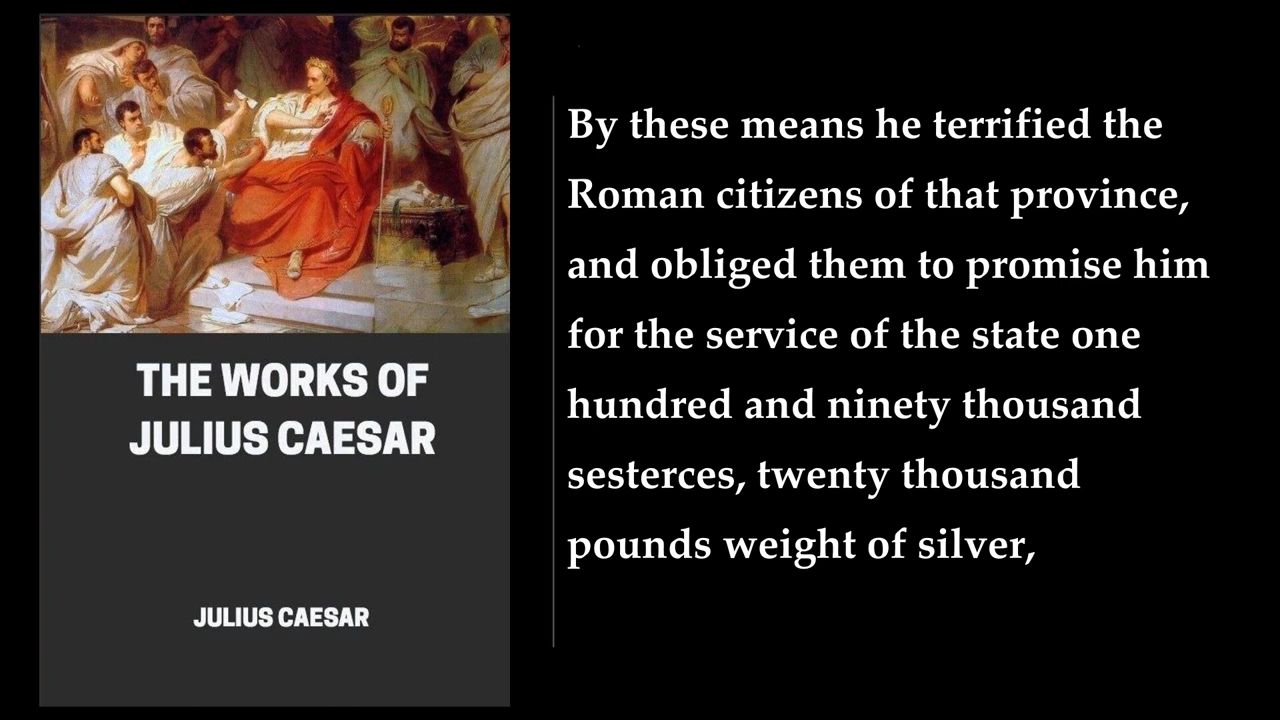 THE WORKS OF
JULIUS CAESAR
JULIUS CAESAR
By these means he terrified the
Roman citizens of that province,
and obliged them to promise him
for the service of the state one
hundred and ninety thousand
sesterces, twenty thousand
pounds weight of silver,